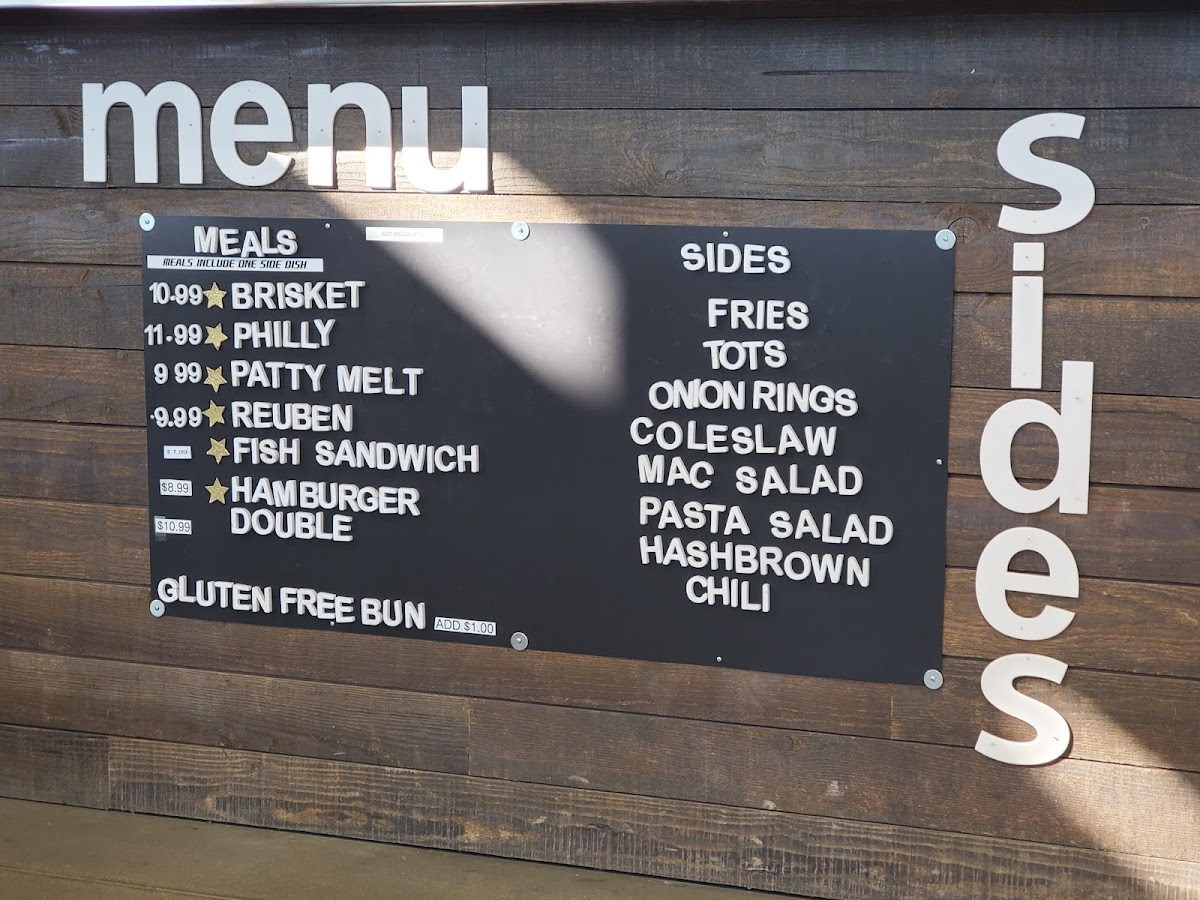 menu
MEALS
MEALS INCLUDE ONE SIDE DISH
10.99 BRISKET
11.99 PHILLY
9 99 PATTY MELT
.9.99 REUBEN
FISH SANDWICH
$8.99 HAMBURGER
$10.99 DOUBLE
GLUTEN FREE BUN ADD $1.00
SIDES
FRIES
TOTS
ONION RINGS
COLESLAW
MAC SALAD
PASTA SALAD
HASHBROWN
CHILI
sides